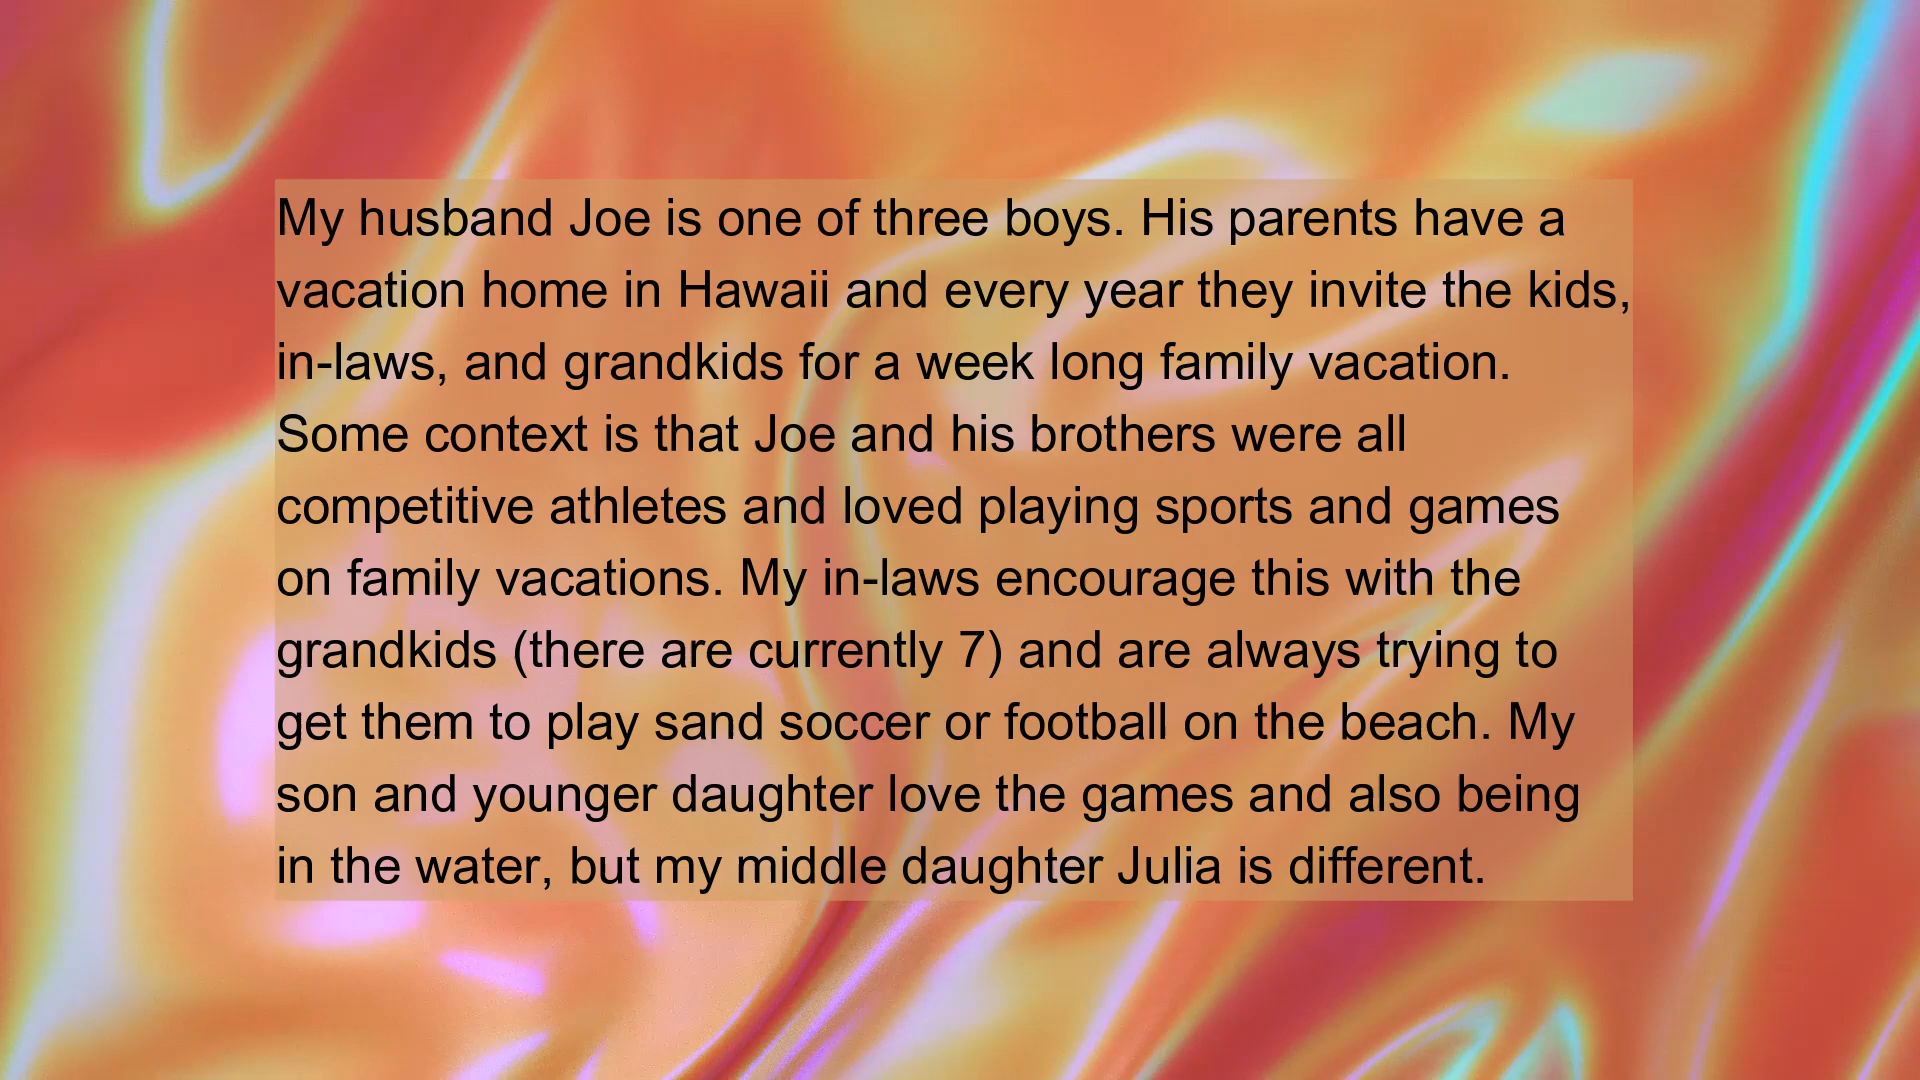 My husband Joe is one of three boys. His parents have a
vacation home in Hawaii and every year they invite the kids,
in-laws, and grandkids for a week long family vacation.
Some context is that Joe and his brothers were all
competitive athletes and loved playing sports and games
on family vacations. My in-laws encourage this with the
grandkids (there are currently 7) and are always trying to
get them to play sand soccer or football on the beach. My
son and younger daughter love the games and also being
in the water, but my middle daughter Julia is different.